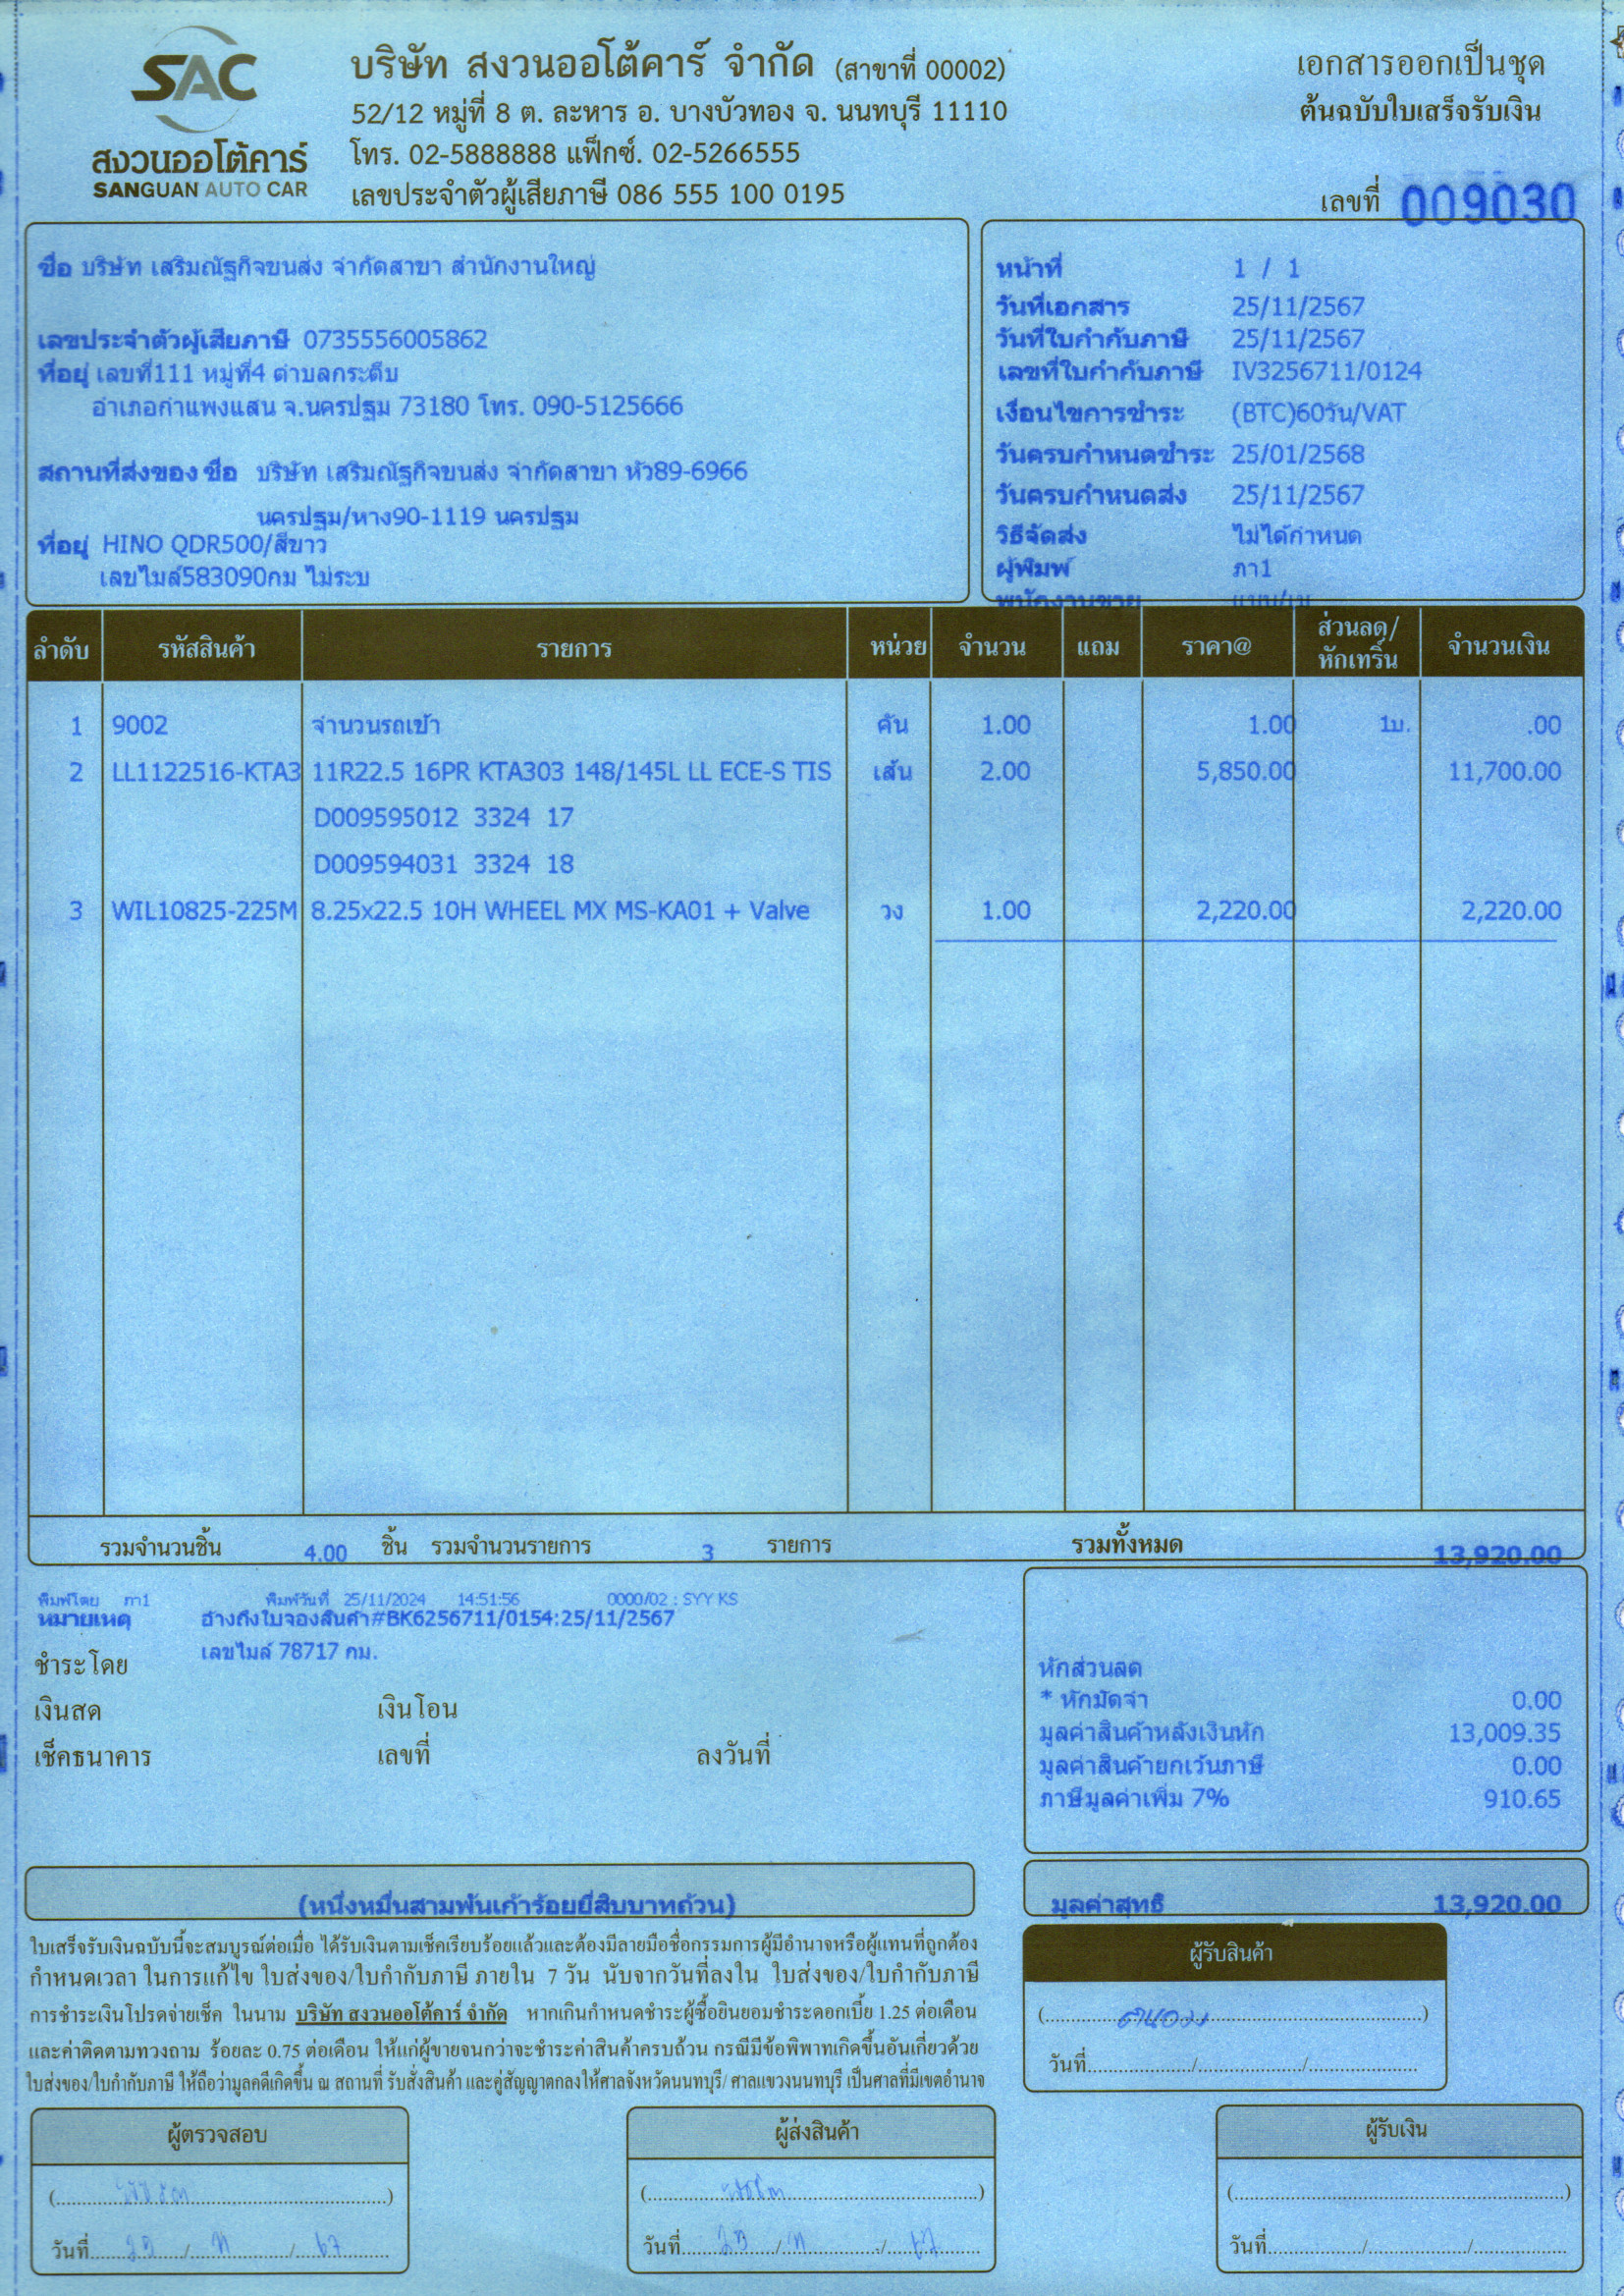 SAC
สงวนออโต้คาร์
SANGUAN AUTO CAR
บริษัท สงวนออโต้คาร์ จำกัด (สาขาที่ 00002)
52/12 หมู่ที่ 8 ต. ละหาร อ. บางบัวทอง จ. นนทบุรี 11110
โทร. 02-5888888 แฟ็กซ์. 02-5266555
เลขประจำตัวผู้เสียภาษี 086 555 100 0195
เอกสารออกเป็นชุด
ต้นฉบับใบเสร็จรับเงิน
เลขที่ 009030
ชื่อ บริษัท เสริมณัฐกิจขนส่ง จำกัดสาขา สำนักงานใหญ่
เลขประจำตัวผู้เสียภาษี 0735556005862
ที่อยู่ เลขที่111 หมู่ที่4 ตำบลกระตีบ
อำเภอกำแพงแสน จ.นครปฐม 73180 โทร. 090-5125666
สถานที่ส่งของ ชื่อ บริษัท เสริมณัฐกิจขนส่ง จำกัดสาขา หัว89-6966
นครปฐม/หาง90-1119 นครปฐม
ที่อยู่ HINO QDR500/สีขาว
เลขไมล์583090กม ไม่ระบ
หน้าที่ 1 / 1
วันที่เอกสาร 25/11/2567
วันที่ใบกำกับภาษี 25/11/2567
เลขที่ใบกำกับภาษี IV3256711/0124
เงื่อนไขการชำระ (BTC)60วัน/VAT
วันครบกำหนดชำระ 25/01/2568
วันครบกำหนดส่ง 25/11/2567
วิธีจัดส่ง ไม่ได้กำหนด
ผู้พิมพ์ ภา1
พนักงานขาย
ลำดับ รหัสสินค้า รายการ หน่วย จำนวน แถม ราคา@ ส่วนลด/หักเทริ์น จำนวนเงิน
1 9002 จำนวนรถเข้า คัน 1.00 1.00 1บ. .00
2 LL1122516-KTA3 11R22.5 16PR KTA303 148/145L LL ECE-S TIS เส้น 2.00 5,850.00 11,700.00
D009595012 3324 17
D009594031 3324 18
3 WIL10825-225M 8.25x22.5 10H WHEEL MX MS-KA01 + Valve วง 1.00 2,220.00 2,220.00
รวมจำนวนชิ้น 4.00 ชิ้น รวมจำนวนรายการ 3 รายการ รวมทั้งหมด 13,920.00
พิมพ์โดย ภา1 พิมพ์วันที่ 25/11/2024 14:51:56 0000/02 : SYY KS
หมายเหตุ อ้างถึงใบจองสินค้า#BK6256711/0154:25/11/2567
เลขไมล์ 78717 กม.
ชำระโดย
เงินสด เงินโอน
เช็คธนาคาร เลขที่ ลงวันที่
หักส่วนลด
* หักมัดจำ 0.00
มูลค่าสินค้าหลังเงินหัก 13,009.35
มูลค่าสินค้ายกเว้นภาษี 0.00
ภาษีมูลค่าเพิ่ม 7% 910.65
(หนึ่งหมื่นสามพันเก้าร้อยยี่สิบบาทถ้วน)
มูลค่าสุทธิ 13,920.00
ใบเสร็จรับเงินฉบับนี้จะสมบูรณ์ต่อเมื่อ ได้รับเงินตามเช็คเรียบร้อยแล้วและต้องมีลายมือชื่อกรรมการผู้มีอำนาจหรือผู้แทนที่ถูกต้อง
กำหนดเวลา ในการแก้ไข ใบส่งของ/ใบกำกับภาษี ภายใน 7 วัน นับจากวันที่ลงใน ใบส่งของ/ใบกำกับภาษี
การชำระเงินโปรดจ่ายเช็ค ในนาม บริษัท สงวนออโต้คาร์ จำกัด หากเกินกำหนดชำระผู้ซื้อยินยอมชำระดอกเบี้ย 1.25 ต่อเดือน
และค่าติดตามทวงถาม ร้อยละ 0.75 ต่อเดือน ให้แก่ผู้ขายจนกว่าจะชำระค่าสินค้าครบถ้วน กรณีมีข้อพิพาทเกิดขึ้นอันเกี่ยวด้วย
ใบส่งของ/ใบกำกับภาษี ให้ถือว่ามูลคดีเกิดขึ้น ณ สถานที่ รับสั่งสินค้า และคู่สัญญาตกลงให้ศาลจังหวัดนนทบุรี/ ศาลแขวงนนทบุรี เป็นศาลที่มีเขตอำนาจ
ผู้รับสินค้า
วันที่ / /
ผู้ตรวจสอบ
วันที่ 25 / 11 / 67
ผู้ส่งสินค้า
วันที่ 25 / 11 / 67
ผู้รับเงิน
วันที่ / /